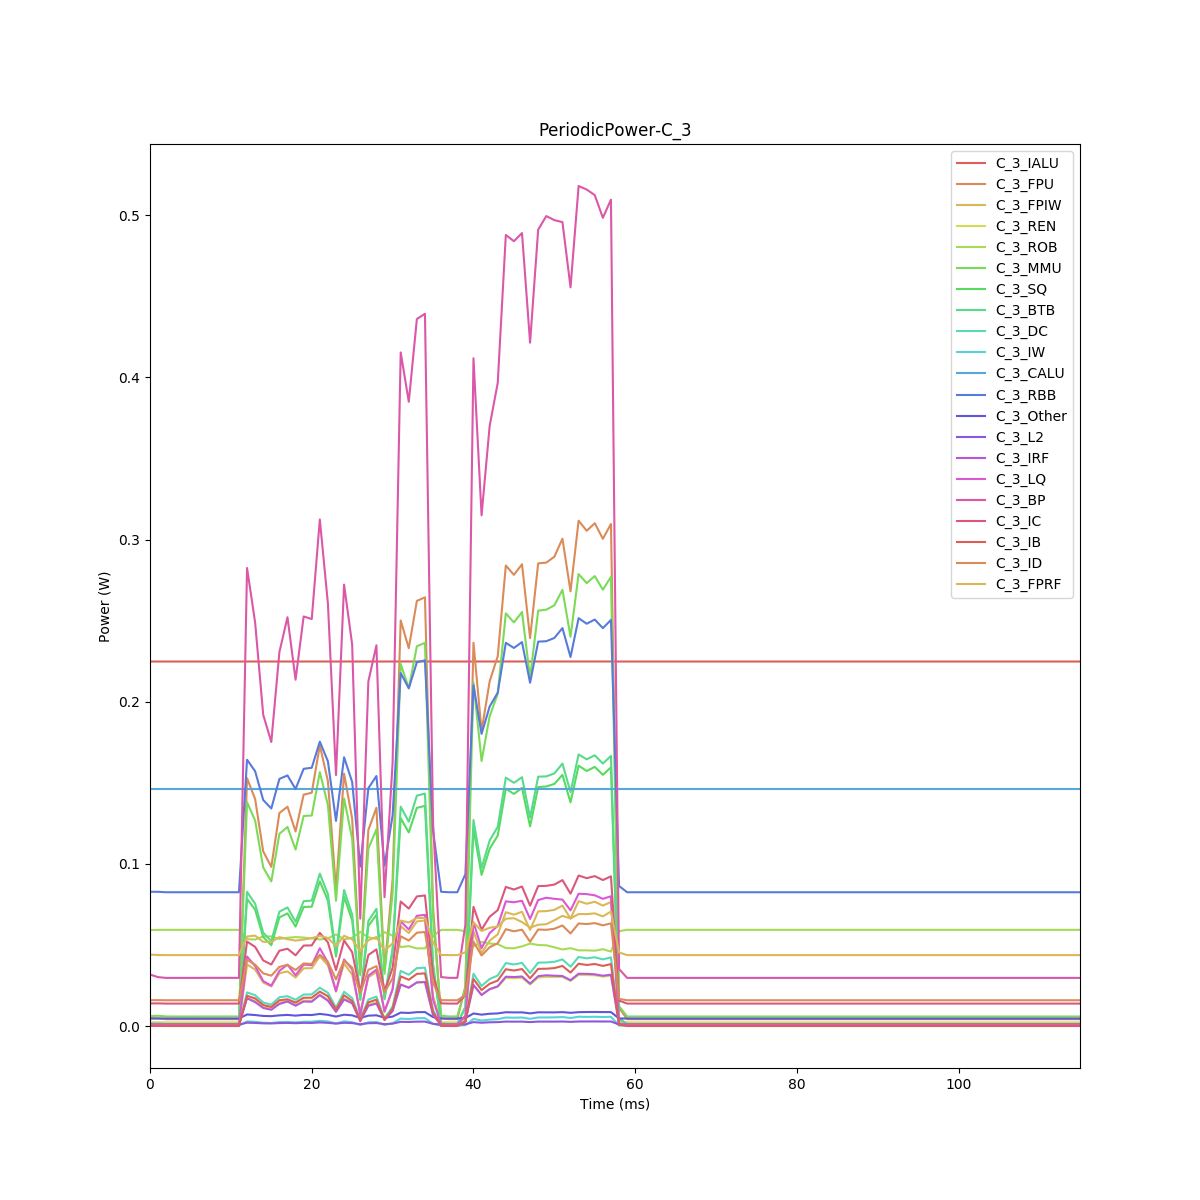 PeriodicPower-C_3
C_3_IALU
C_3_FPU
C_3_FPIW
C_3_REN
C_3_ROB
C_3_MMU
C_3_SQ
C_3_BTB
C_3_DC
C_3_IW
C_3_CALU
C_3_RBB
C_3_Other
C_3_L2
C_3_IRF
C_3_LQ
C_3_BP
C_3_IC
C_3_IB
C_3_ID
C_3_FPRF
0.5
0.4
0.3
0.2
0.1
0.0
Power (W)
0 20 40 60 80 100
Time (ms)